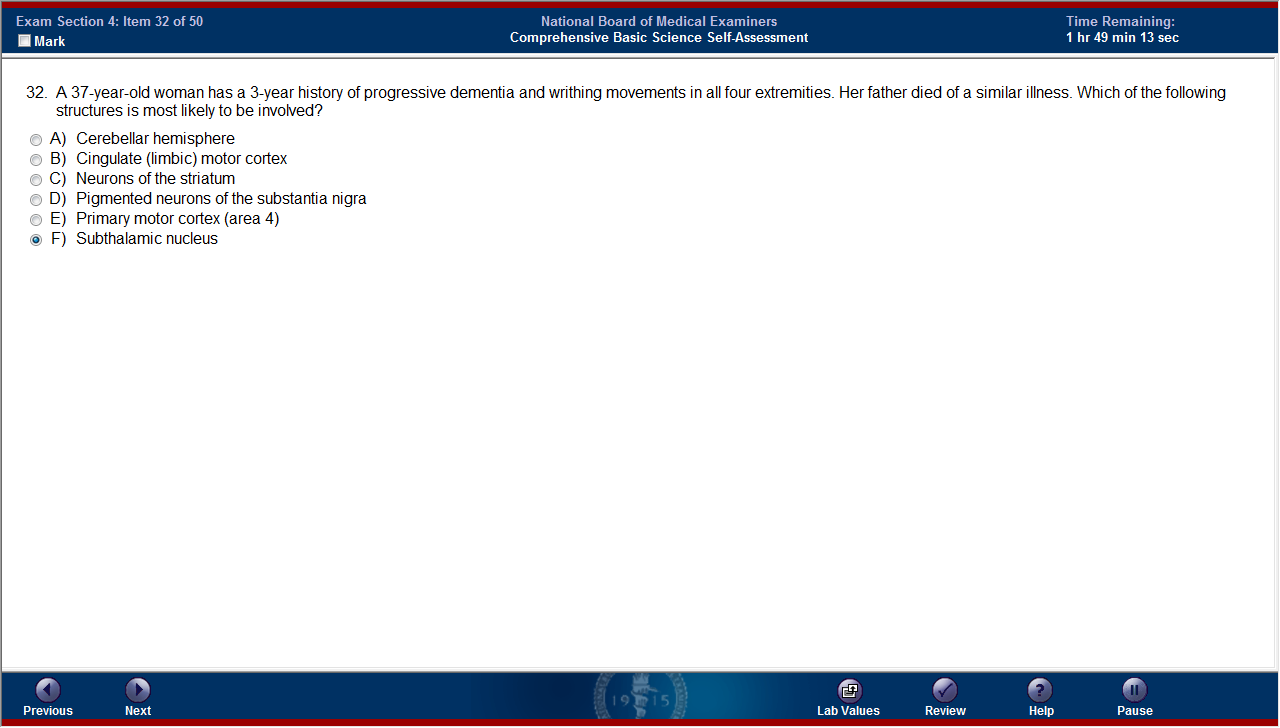 Exam Section 4: Item 32 of 50
National Board of Medical Examiners
Time Remaining:
Mark
Comprehensive Basic Science Self-Assessment
1 hr 49 min 13 sec
32. A 37-year-old woman has a 3-year history of progressive dementia and writhing movements in all four extremities. Her father died of a similar illness. Which of the following
structures is most likely to be involved?
A) Cerebellar hemisphere
B) Cingulate (limbic) motor cortex
C) Neurons of the striatum
D) Pigmented neurons of the substantia nigra
E) Primary motor cortex (area 4)
F) Subthalamic nucleus
1915
Previous
Next
Lab Values
Review
Help
Pause